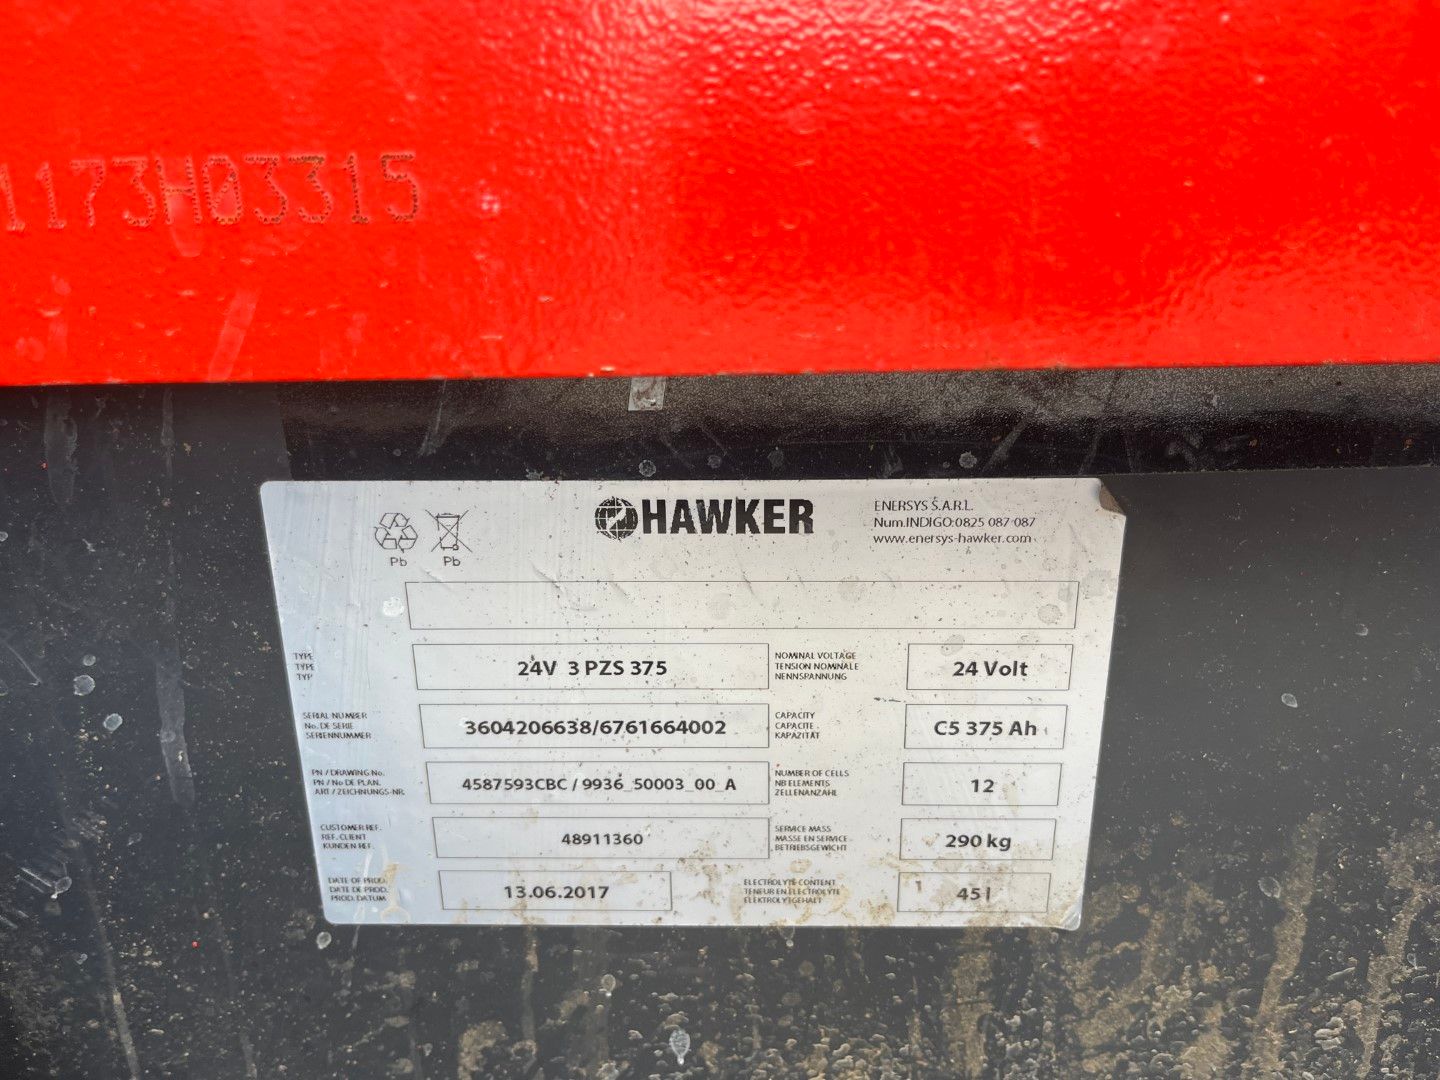 1173H03315
HAWKER
ENERSYS S.A.R.L.
Num.INDIGO:0825 087 087
www.enersys-hawker.com
Pb Pb
TYPE
TYPE
TYP
24V 3 PZS 375
NOMINAL VOLTAGE
TENSION NOMINALE
NENNSPANNUNG
24 Volt
SERIAL NUMBER
No. DE SERIE
SERIENNUMMER
3604206638/6761664002
CAPACITY
CAPACITE
KAPAZITÄT
C5 375 Ah
PN / DRAWING No.
PN / No DE PLAN.
ART / ZEICHNUNGS-NR.
4587593CBC / 9936_50003_00_A
NUMBER OF CELLS
NB ELEMENTS
ZELLENANZAHL
12
CUSTOMER REF.
REF. CLIENT
KUNDEN REF.
48911360
SERVICE MASS
MASSE EN SERVICE
BETRIEBSGEWICHT
290 kg
DATE OF PROD.
DATE DE PROD.
PROD. DATUM
13.06.2017
ELECTROLYTE CONTENT
TENEUR EN ELECTROLYTE
ELEKTROLYTGEHALT
45 l